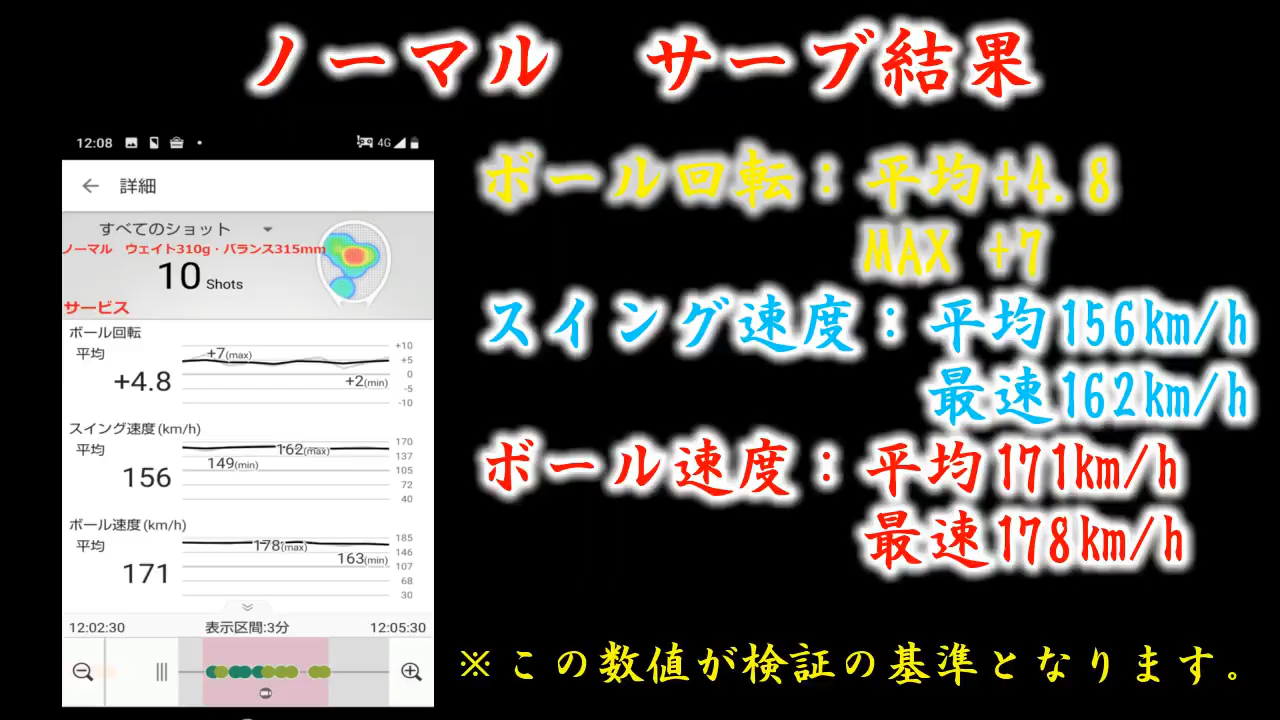 ノーマル　サーブ結果
12:08
4G
詳細
すべてのショット
ノーマル　ウェイト310g・バランス315mm
10 Shots
サービス
ボール回転
平均
+4.8
+7(max)
+2(min)
+10
+5
0
-5
-10
スイング速度(km/h)
平均
156
162(max)
149(min)
170
137
105
72
40
ボール速度(km/h)
平均
171
178(max)
163(min)
185
146
107
68
30
12:02:30
表示区間:3分
12:05:30
ボール回転：平均+4.8
MAX +7
スイング速度：平均156km/h
最速162km/h
ボール速度：平均171km/h
最速178km/h
※この数値が検証の基準となります。